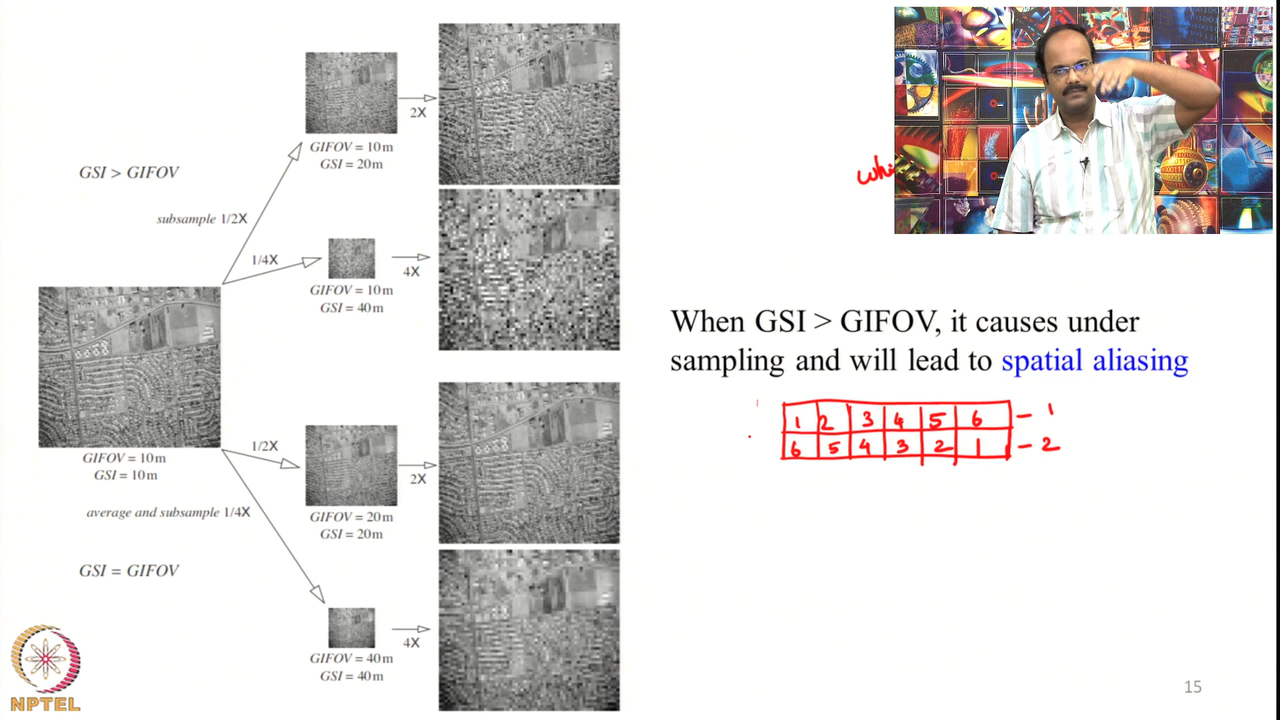 GIFOV = 10m
GSI = 20m
2X
GSI > GIFOV
subsample 1/2X
1/4X
4X
GIFOV = 10m
GSI = 40m
GIFOV = 10m
GSI = 10m
1/2X
2X
GIFOV = 20m
GSI = 20m
average and subsample 1/4X
GSI = GIFOV
4X
GIFOV = 40m
GSI = 40m
When GSI > GIFOV, it causes under
sampling and will lead to spatial aliasing
1 2 3 4 5 6 - 1
6 5 4 3 2 1 - 2
15
NPTEL